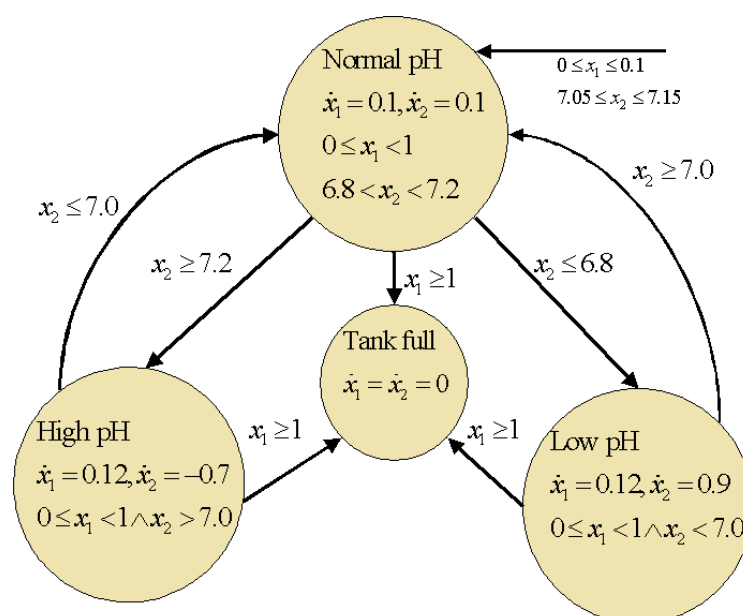 Normal pH
ẋ₁ = 0.1, ẋ₂ = 0.1
0 ≤ x₁ < 1
6.8 < x₂ < 7.2
0 ≤ x₁ ≤ 0.1
7.05 ≤ x₂ ≤ 7.15
x₂ ≤ 7.0
x₂ ≥ 7.2
x₁ ≥ 1
x₂ ≤ 6.8
x₂ ≥ 7.0
Tank full
ẋ₁ = ẋ₂ = 0
High pH
ẋ₁ = 0.12, ẋ₂ = −0.7
0 ≤ x₁ < 1 ∧ x₂ > 7.0
x₁ ≥ 1
x₁ ≥ 1
Low pH
ẋ₁ = 0.12, ẋ₂ = 0.9
0 ≤ x₁ < 1 ∧ x₂ < 7.0